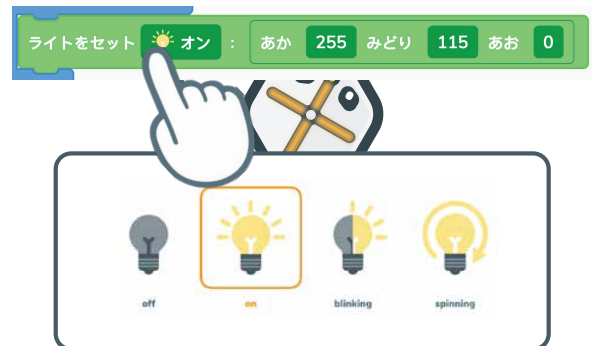 ライトをセット オン : あか 255 みどり 115 あお 0
off on blinking spinning